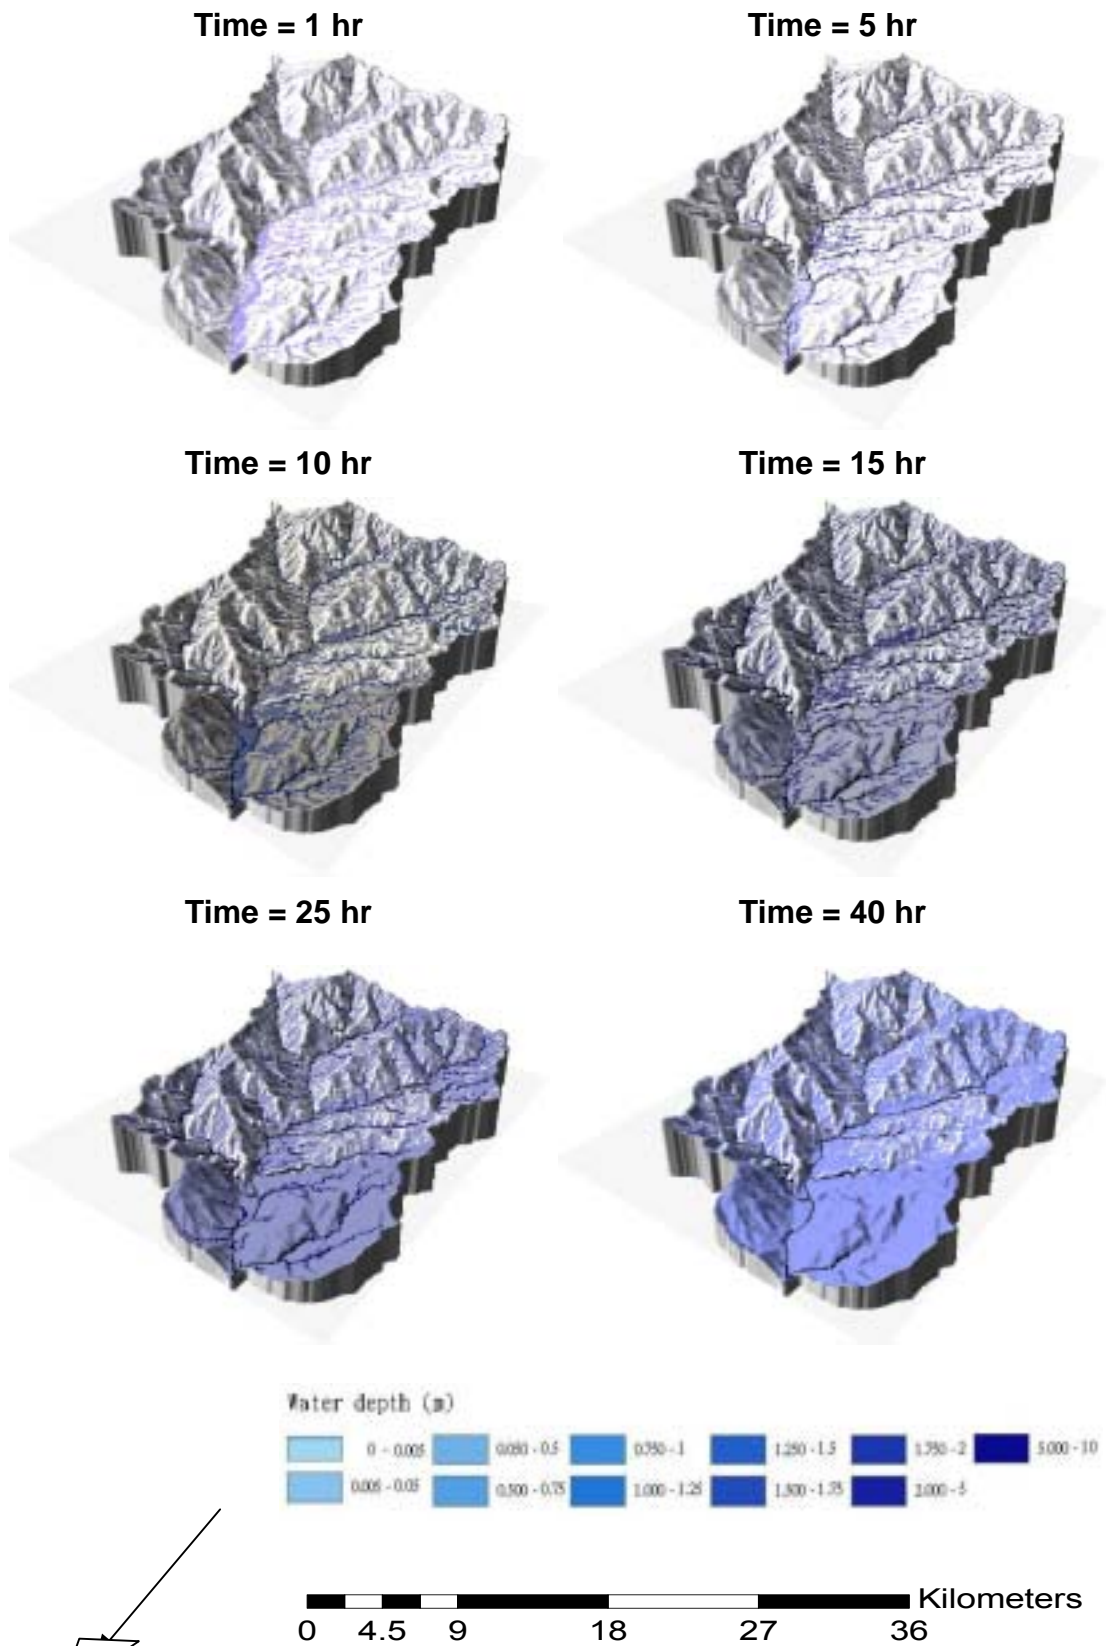 Time = 1 hr
Time = 5 hr
Time = 10 hr
Time = 15 hr
Time = 25 hr
Time = 40 hr
Water depth (m)
0 - 0.005
0.050 - 0.5
0.750 - 1
1.250 - 1.5
1.750 - 2
5.000 - 10
0.005 - 0.05
0.500 - 0.75
1.000 - 1.25
1.500 - 1.75
2.000 - 5
Kilometers
0 4.5 9 18 27 36